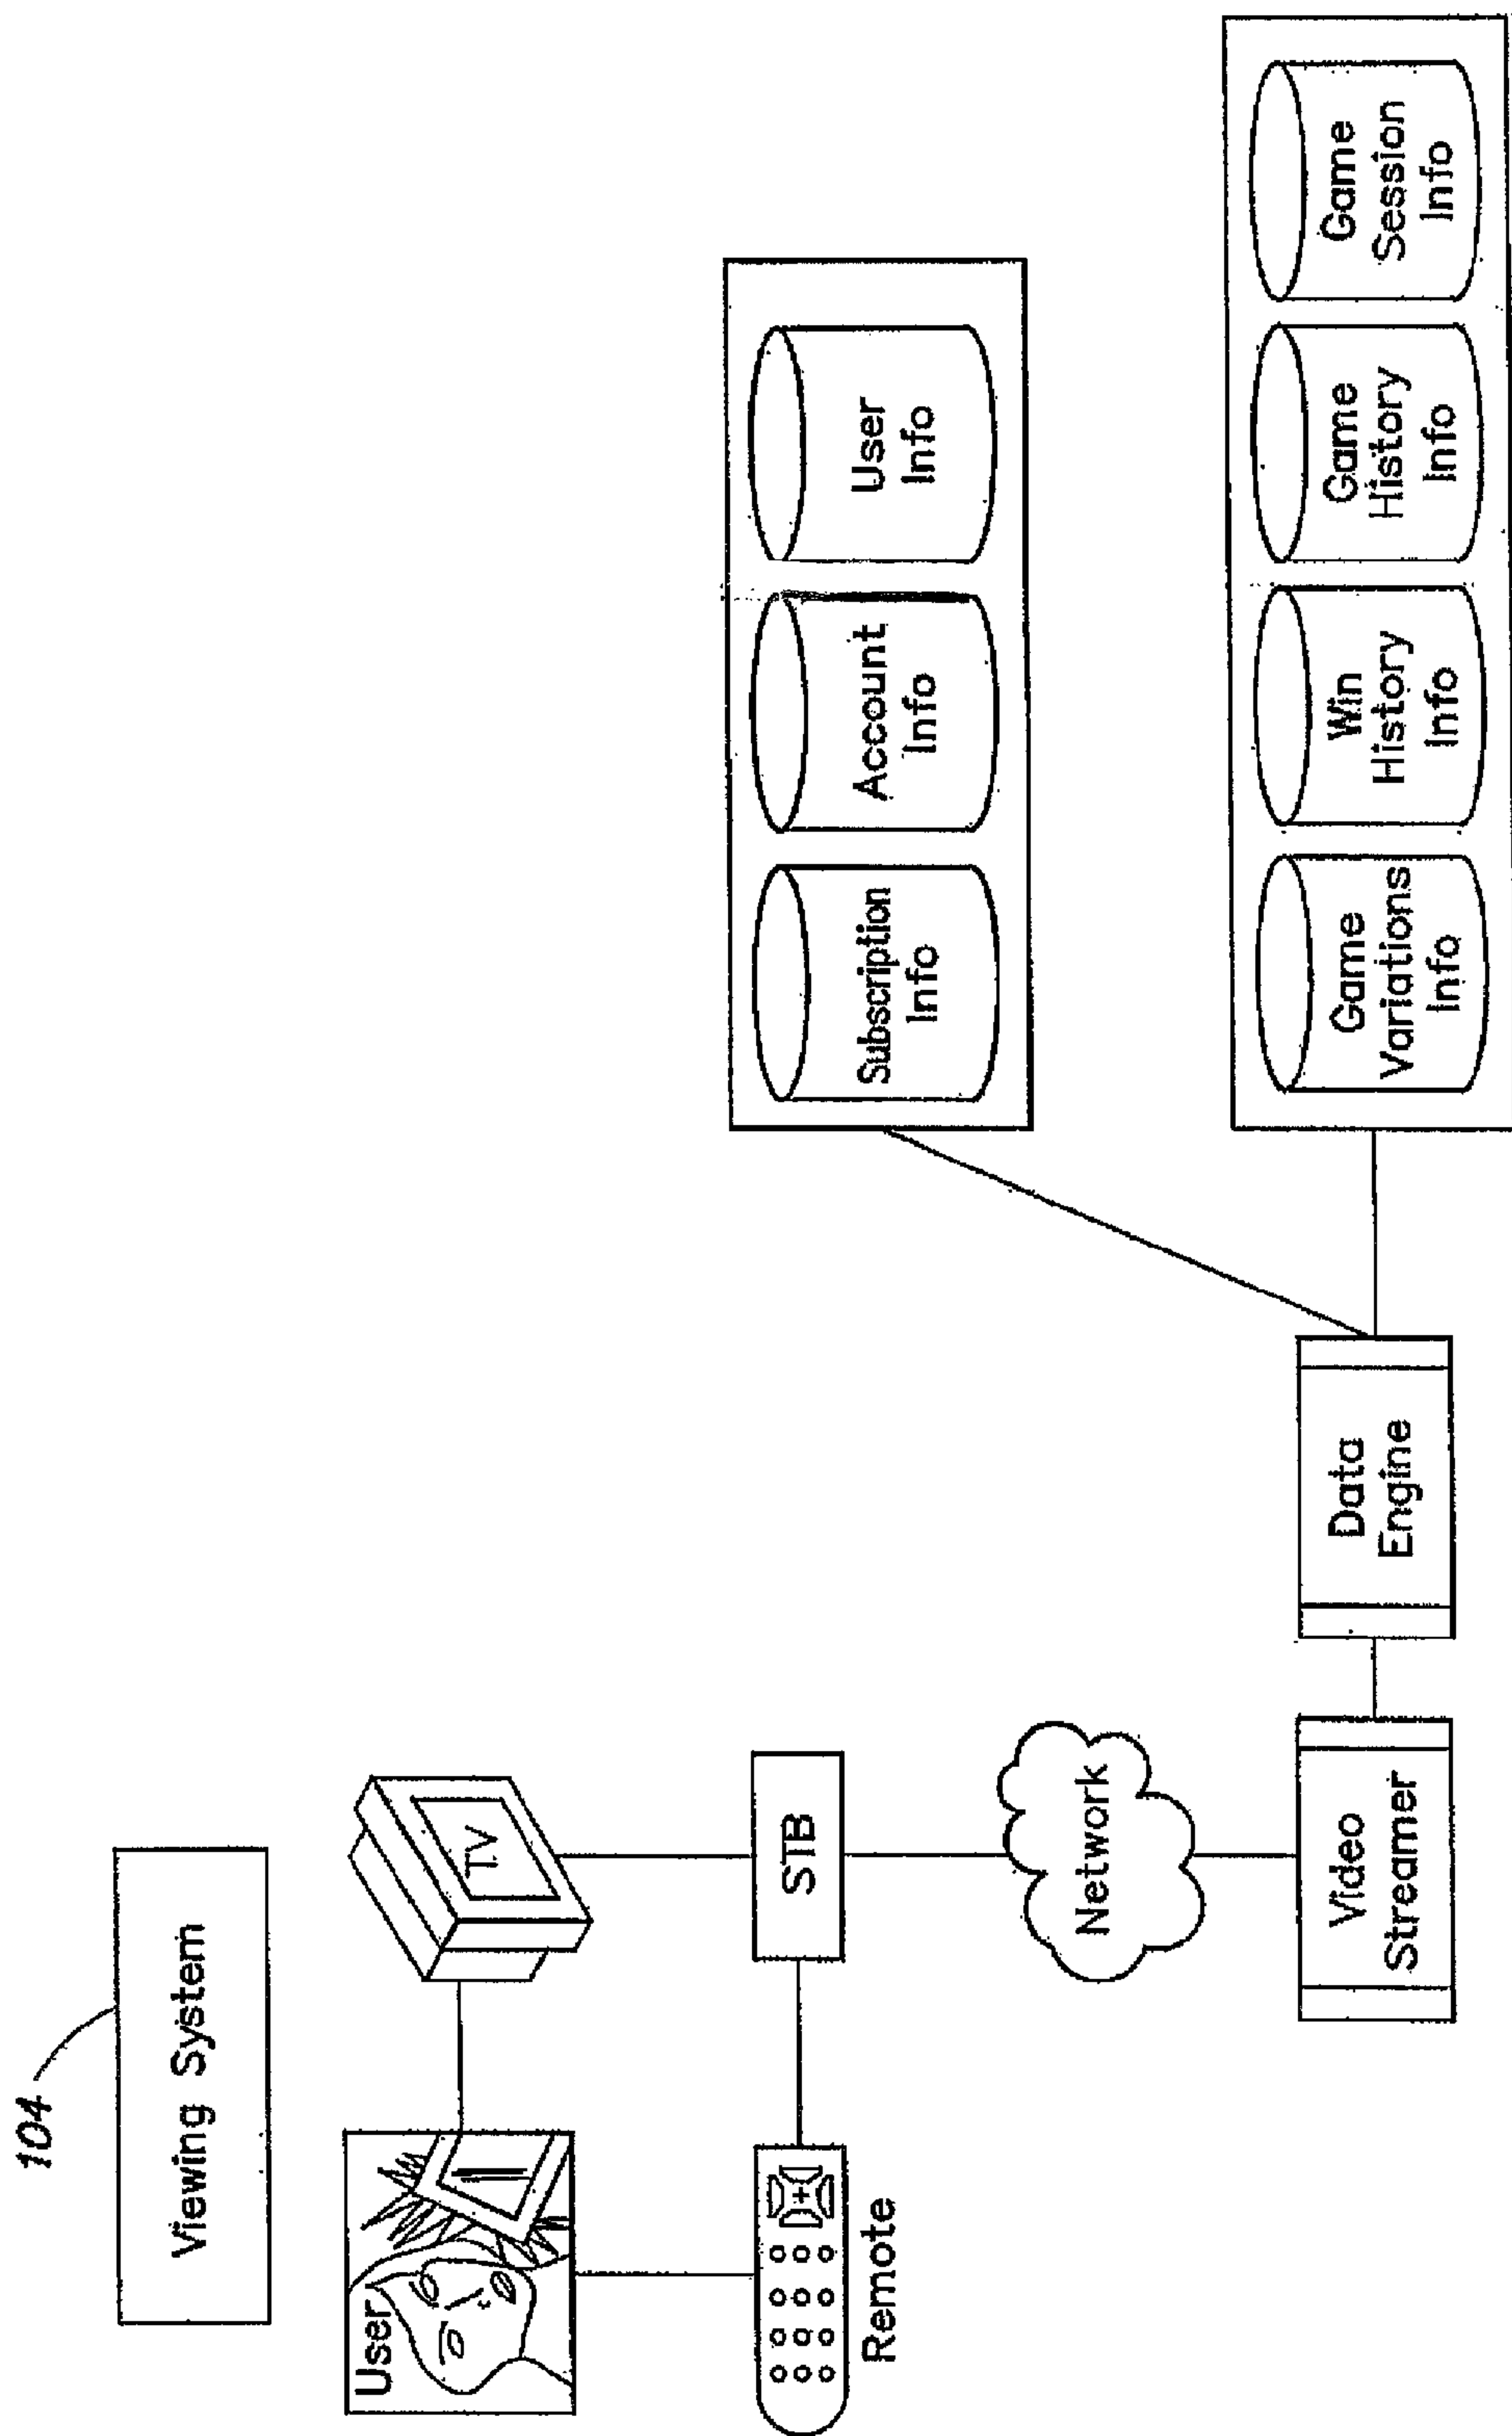 104
Viewing System
User
TV
Remote
STB
Network
Video
Streamer
Data
Engine
Subscription
Info
Account
Info
User
Info
Game
Variations
Info
Win
History
Info
Game
History
Info
Game
Session
Info